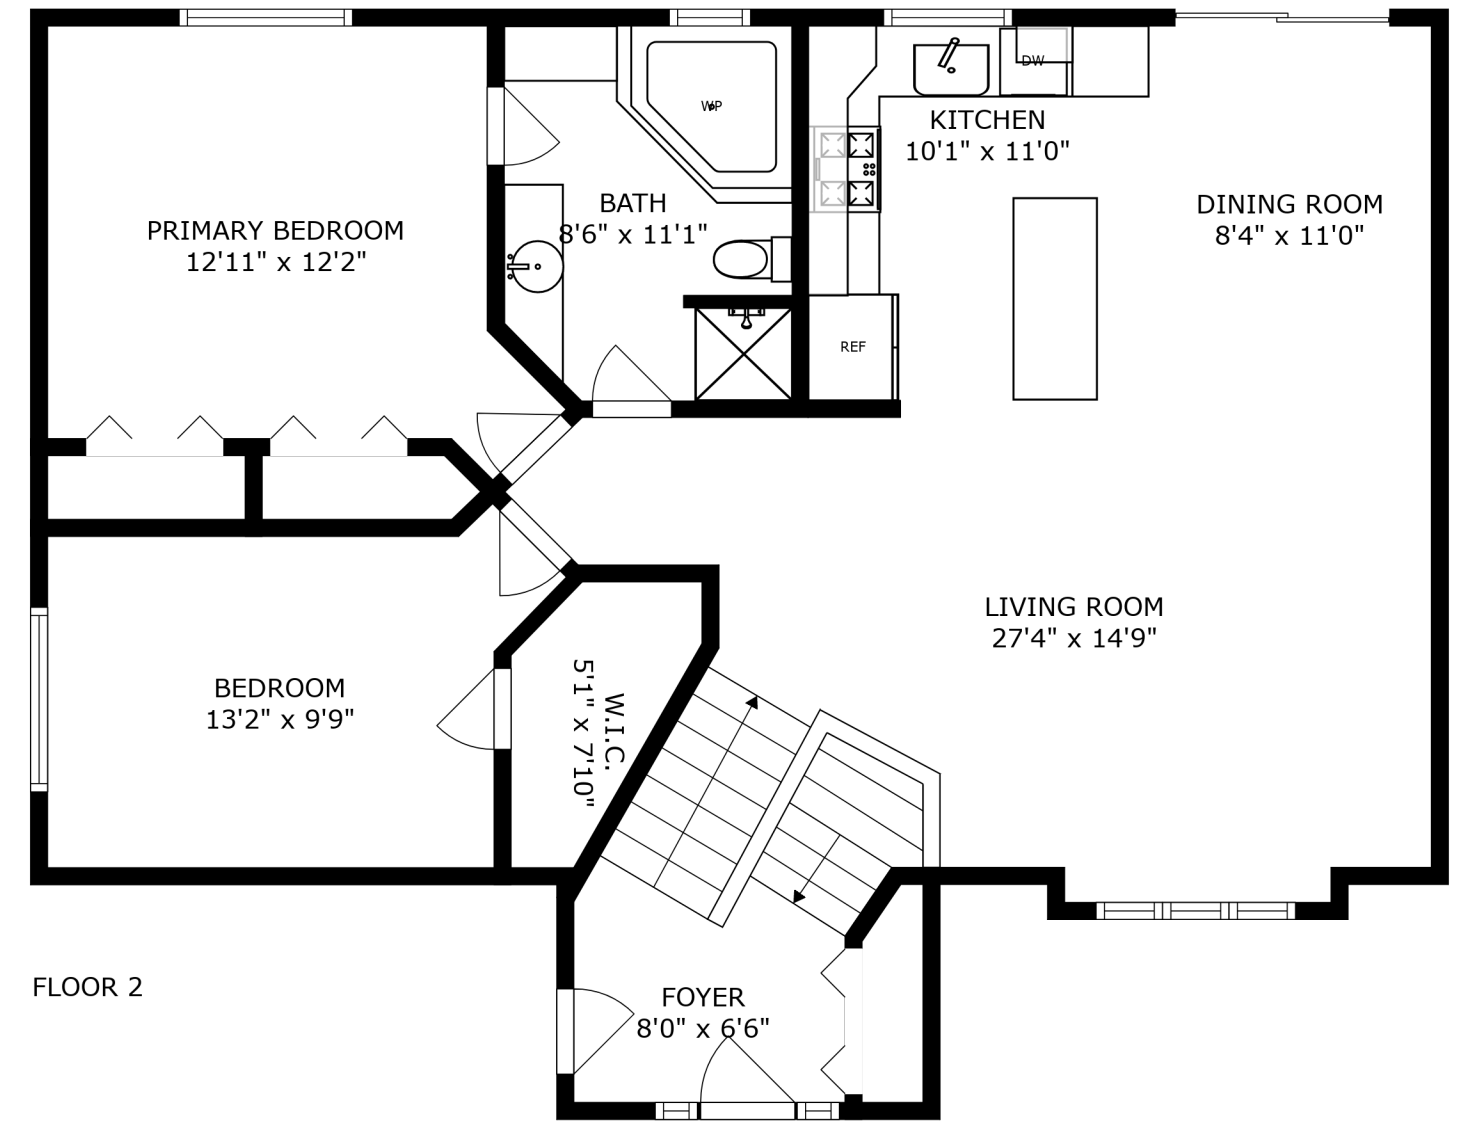 WP
DW
KITCHEN
10'1" x 11'0"
BATH
8'6" x 11'1"
DINING ROOM
8'4" x 11'0"
PRIMARY BEDROOM
12'11" x 12'2"
REF
LIVING ROOM
27'4" x 14'9"
BEDROOM
13'2" x 9'9"
W.I.C.
5'1" x 7'10"
FLOOR 2
FOYER
8'0" x 6'6"